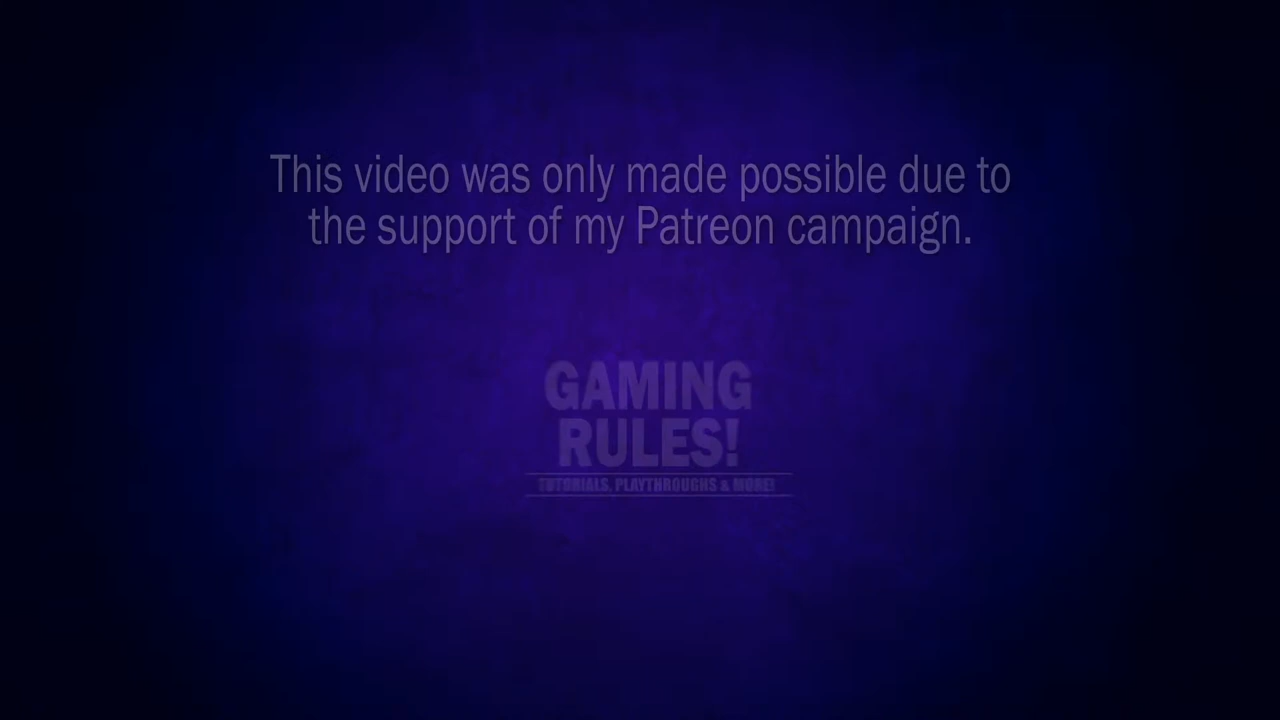 This video was only made possible due to
the support of my Patreon campaign.
GAMING
RULES!
TUTORIALS, PLAYTHROUGHS & MORE!